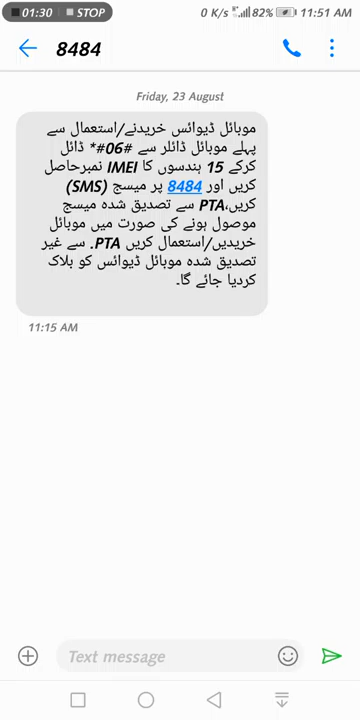 01:30 STOP 0 K/s 82% 11:51 AM
8484
Friday, 23 August
موبائل ڈیوائس خریدنے/استعمال سے
پہلے موبائل ڈائلر سے #06#* ڈائل
کرکے 15 ہندسوں کا IMEI نمبرحاصل
کریں اور 8484 پر میسج (SMS)
کریں،PTA سے تصدیق شدہ میسج
موصول ہونے کی صورت میں موبائل
خریدیں/استعمال کریں PTA. سے غیر
تصدیق شدہ موبائل ڈیوائس کو بلاک
کردیا جائے گا۔
11:15 AM
Text message